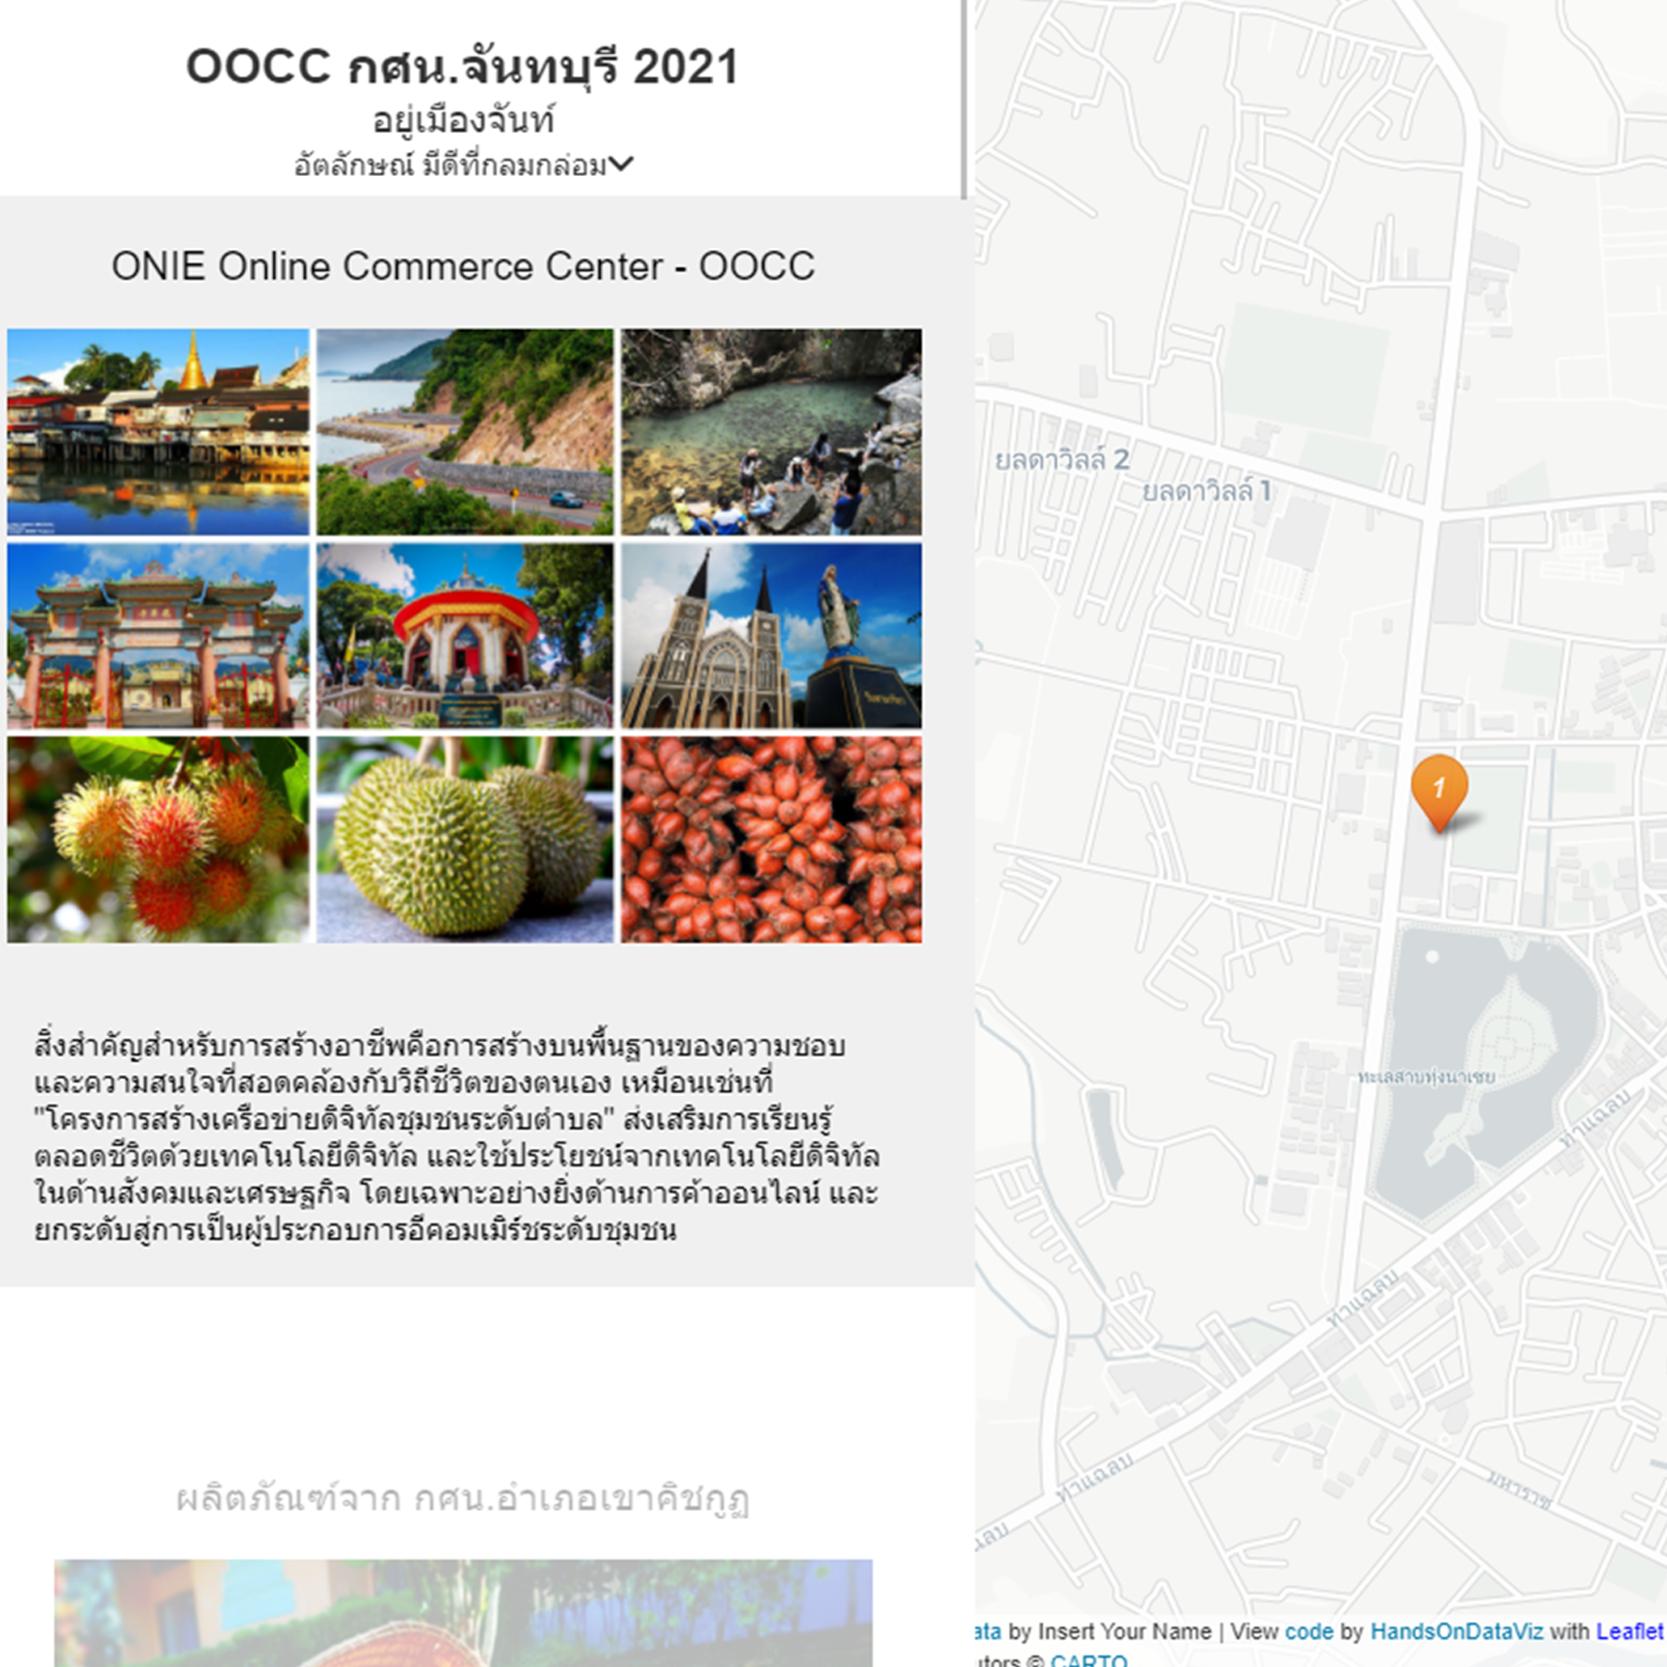 OOCC กศน.จันทบุรี 2021
อยู่เมืองจันท์
อัตลักษณ์ มีดีที่กลมกล่อม
ONIE Online Commerce Center - OOCC
สิ่งสำคัญสำหรับการสร้างอาชีพคือการสร้างบนพื้นฐานของความชอบ
และความสนใจที่สอดคล้องกับวิถีชีวิตของตนเอง เหมือนเช่นที่
"โครงการสร้างเครือข่ายดิจิทัลชุมชนระดับตำบล" ส่งเสริมการเรียนรู้
ตลอดชีวิตด้วยเทคโนโลยีดิจิทัล และใช้ประโยชน์จากเทคโนโลยีดิจิทัล
ในด้านสังคมและเศรษฐกิจ โดยเฉพาะอย่างยิ่งด้านการค้าออนไลน์ และ
ยกระดับสู่การเป็นผู้ประกอบการอีคอมเมิร์ชระดับชุมชน
ผลิตภัณฑ์จาก กศน.อำเภอเขาคิชกูฏ
ยลดาวิลล์ 2
ยลดาวิลล์ 1
1
ทะเลสาบทุ่งนาเชย
ท่าแฉลบ
ท่าแฉลบ
ท่าแฉลบ
มหาราช
ata by Insert Your Name | View code by HandsOnDataViz with Leaflet
utors © CARTO